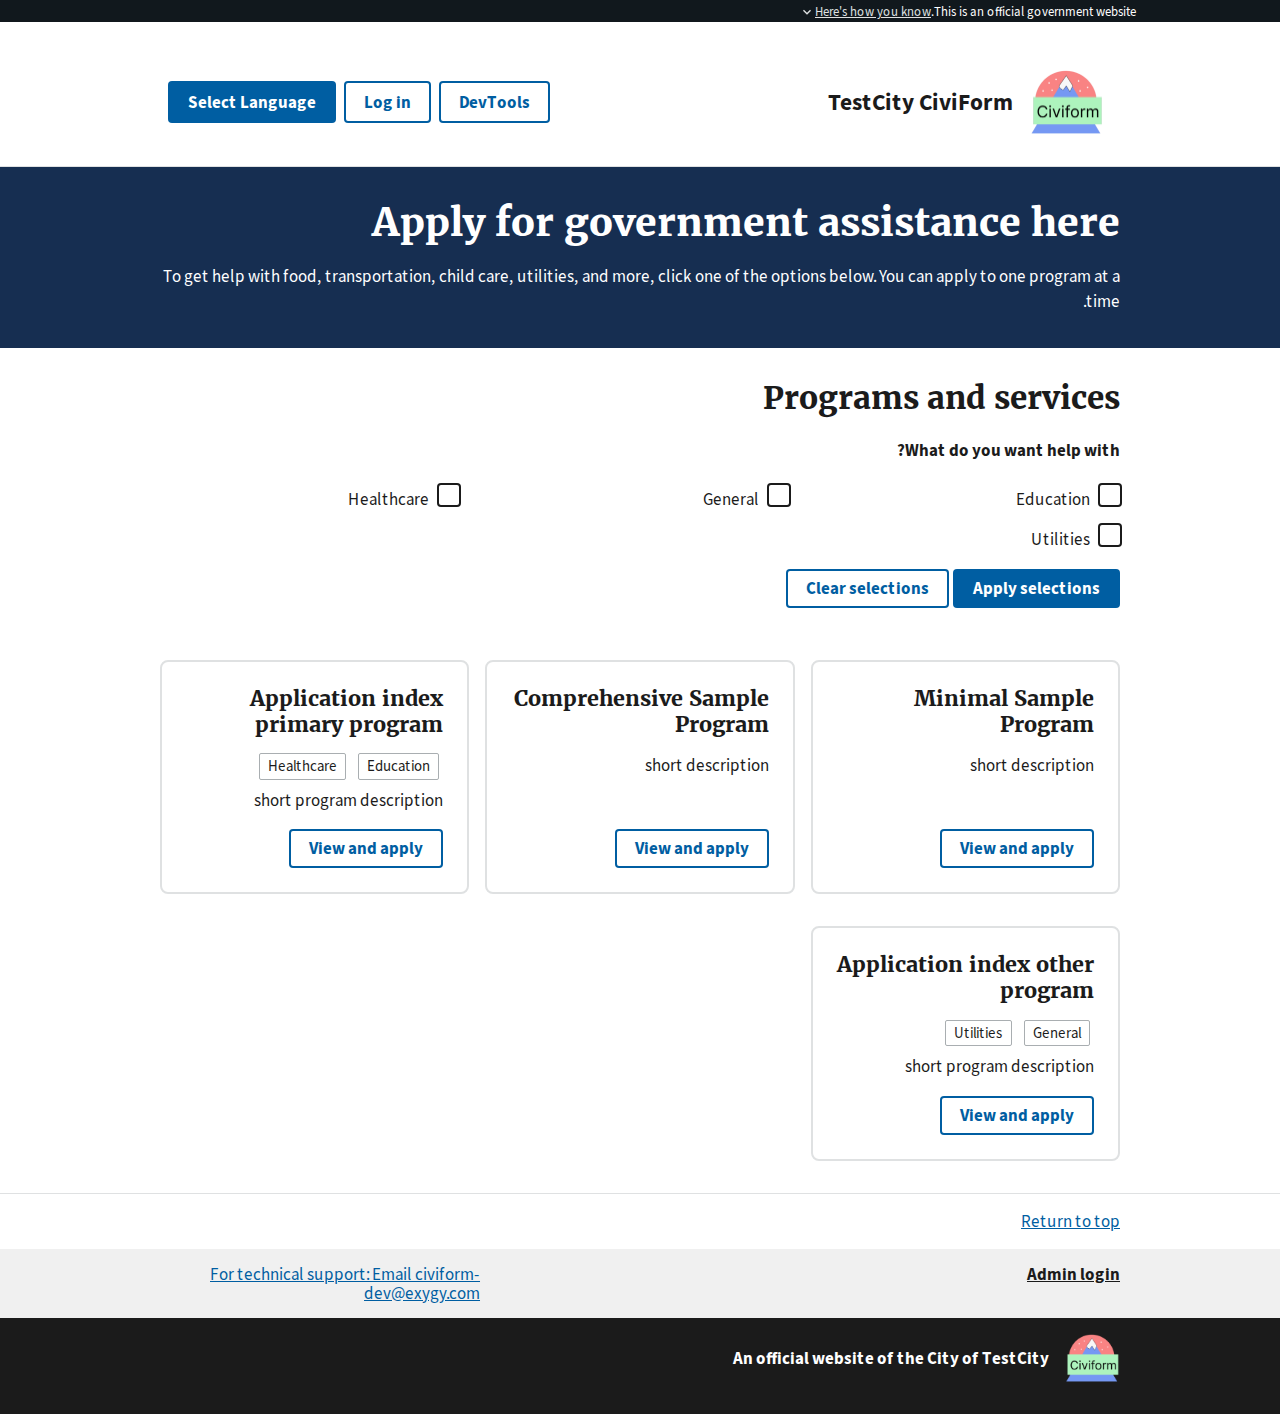 Here's how you know.This is an official government website
Select Language
Log in
DevTools
TestCity CiviForm
Civiform
Apply for government assistance here
To get help with food, transportation, child care, utilities, and more, click one of the options below. You can apply to one program at a
.time
Programs and services
?What do you want help with
Education
General
Healthcare
Utilities
Apply selections
Clear selections
Minimal Sample
Program
short description
View and apply
Comprehensive Sample
Program
short description
View and apply
Application index
primary program
Education
Healthcare
short program description
View and apply
Application index other
program
General
Utilities
short program description
View and apply
Return to top
Admin login
For technical support: Email civiform-
dev@exygy.com
Civiform
An official website of the City of TestCity